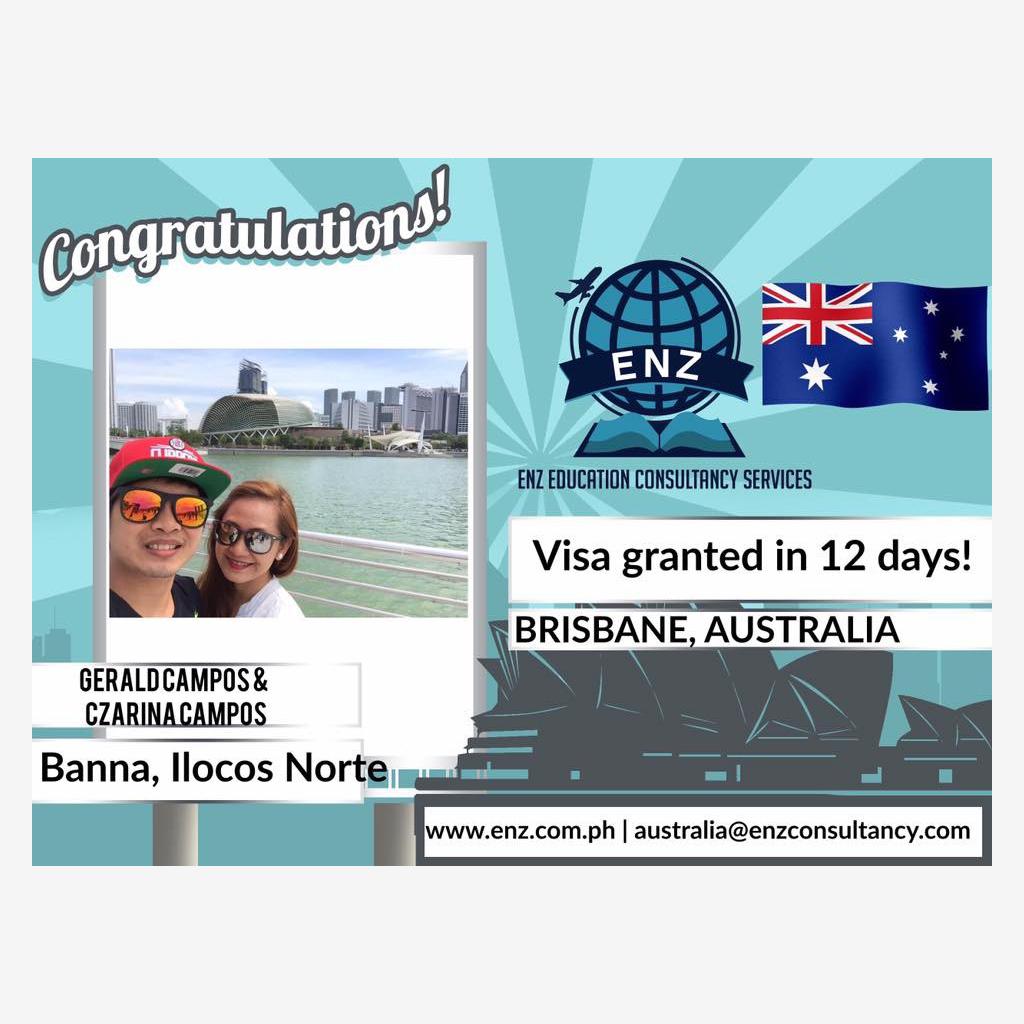 Congratulations!
ENZ
ENZ EDUCATION CONSULTANCY SERVICES
Visa granted in 12 days!
BRISBANE, AUSTRALIA
GERALD CAMPOS &
CZARINA CAMPOS
Banna, Ilocos Norte
www.enz.com.ph | australia@enzconsultancy.com